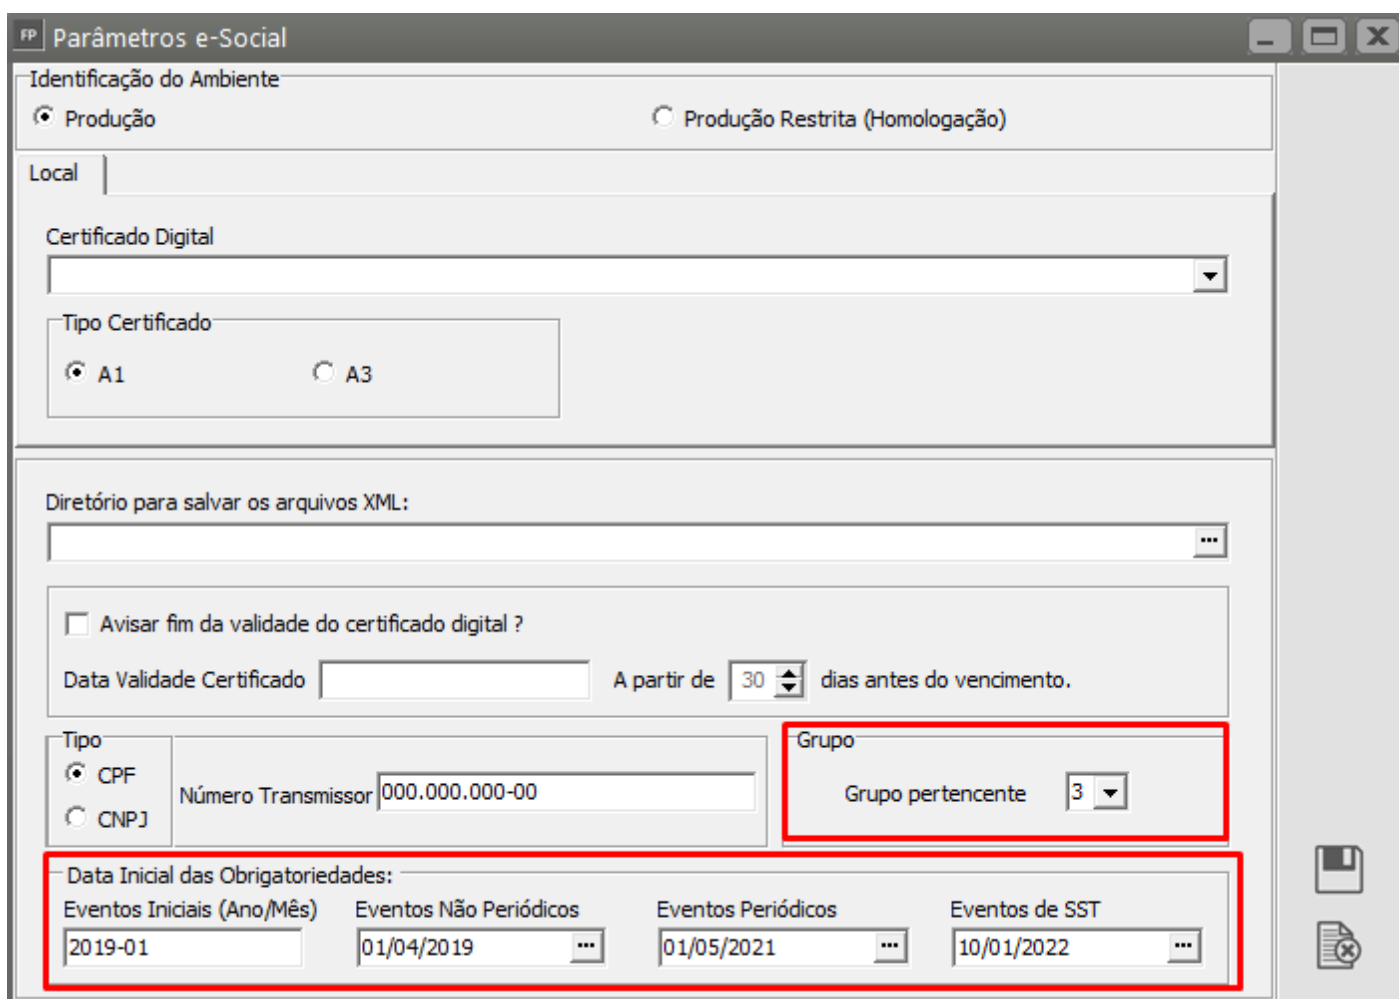 FP Parâmetros e-Social
Identificação do Ambiente
Produção Produção Restrita (Homologação)
Local
Certificado Digital
Tipo Certificado
A1 A3
Diretório para salvar os arquivos XML:
...
Avisar fim da validade do certificado digital ?
Data Validade Certificado A partir de 30 dias antes do vencimento.
Tipo Grupo
CPF
Número Transmissor 000.000.000-00 Grupo pertencente 3
CNPJ
Data Inicial das Obrigatoriedades:
Eventos Iniciais (Ano/Mês) Eventos Não Periódicos Eventos Periódicos Eventos de SST
2019-01 01/04/2019 ... 01/05/2021 ... 10/01/2022 ...